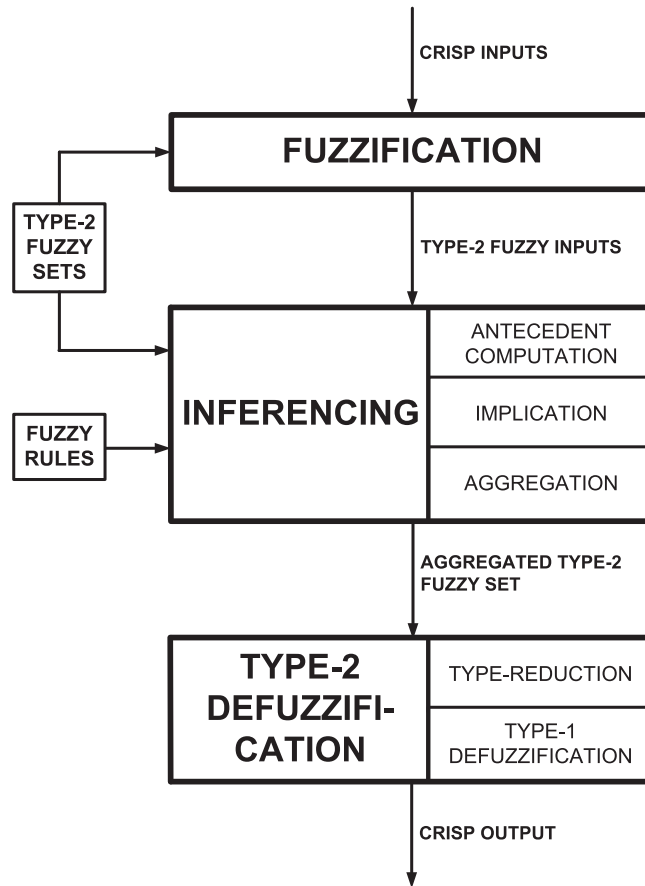 CRISP INPUTS
FUZZIFICATION
TYPE-2
FUZZY
SETS
TYPE-2 FUZZY INPUTS
INFERENCING
ANTECEDENT
COMPUTATION
IMPLICATION
AGGREGATION
FUZZY
RULES
AGGREGATED TYPE-2
FUZZY SET
TYPE-2
DEFUZZIFI-
CATION
TYPE-REDUCTION
TYPE-1
DEFUZZIFICATION
CRISP OUTPUT